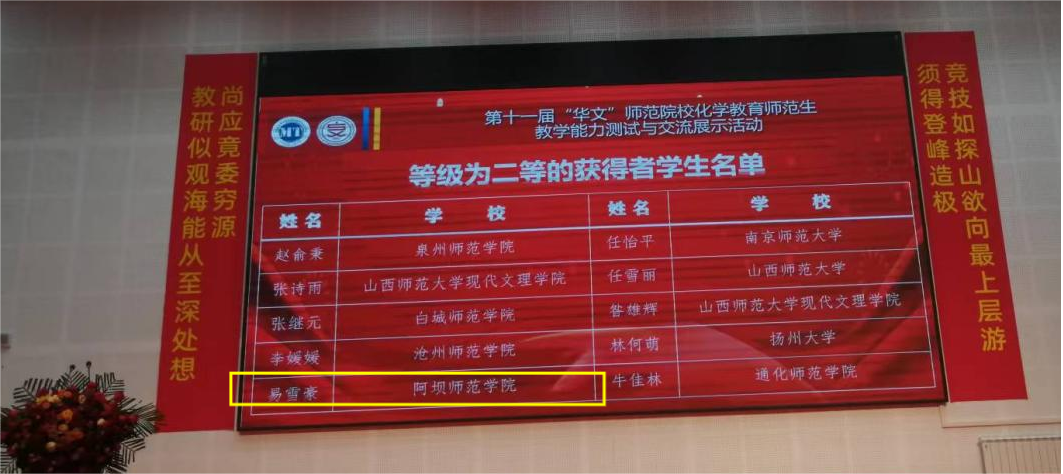 尚应竟委穷源
教研似观海能从至深处想
MT
第十一届“华文”师范院校化学教育师范生
教学能力测试与交流展示活动
等级为二等的获得者学生名单
姓名 学校 姓名 学校
赵俞秉 泉州师范学院 任怡平 南京师范大学
张诗雨 山西师范大学现代文理学院 任雪丽 山西师范大学
张继元 白城师范学院 昝雄辉 山西师范大学现代文理学院
李媛媛 沧州师范学院 林何萌 扬州大学
易雪豪 阿坝师范学院 牛佳林 通化师范学院
竞技如探山欲向最上层游
须得登峰造极